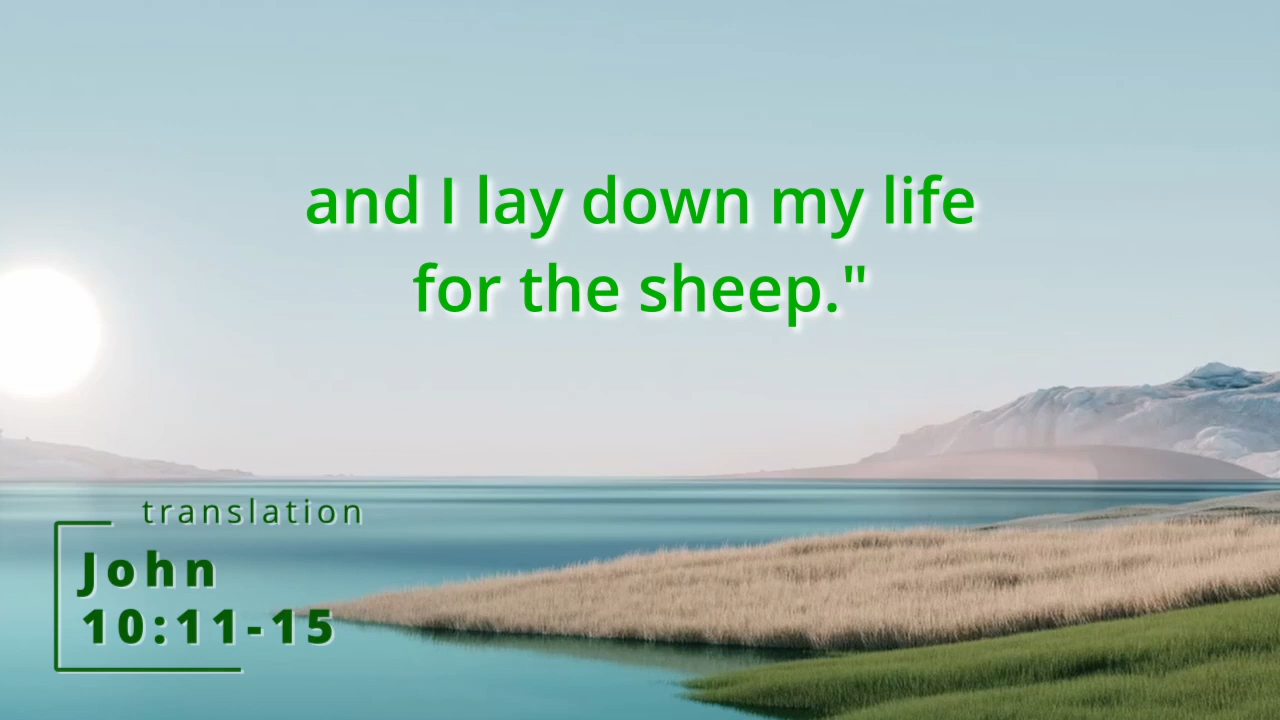 and I lay down my life
for the sheep."
translation
John
10:11-15